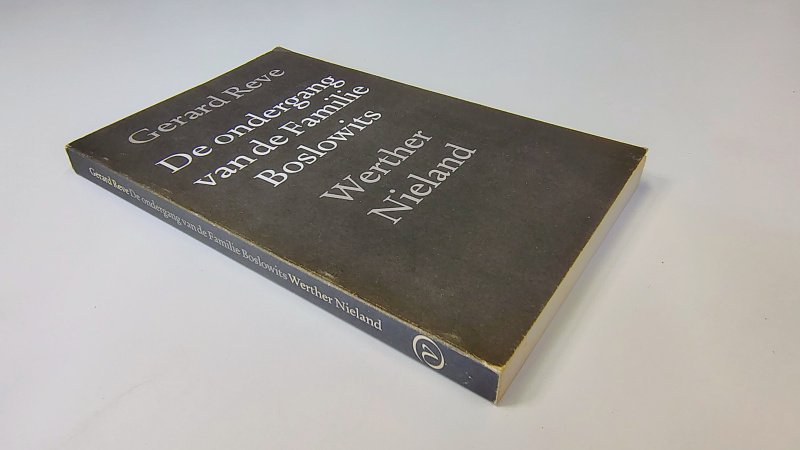 Gerard Reve
De ondergang
van de Familie
Boslowits
Werther
Nieland
Gerard Reve De ondergang van de Familie Boslowits Werther Nieland